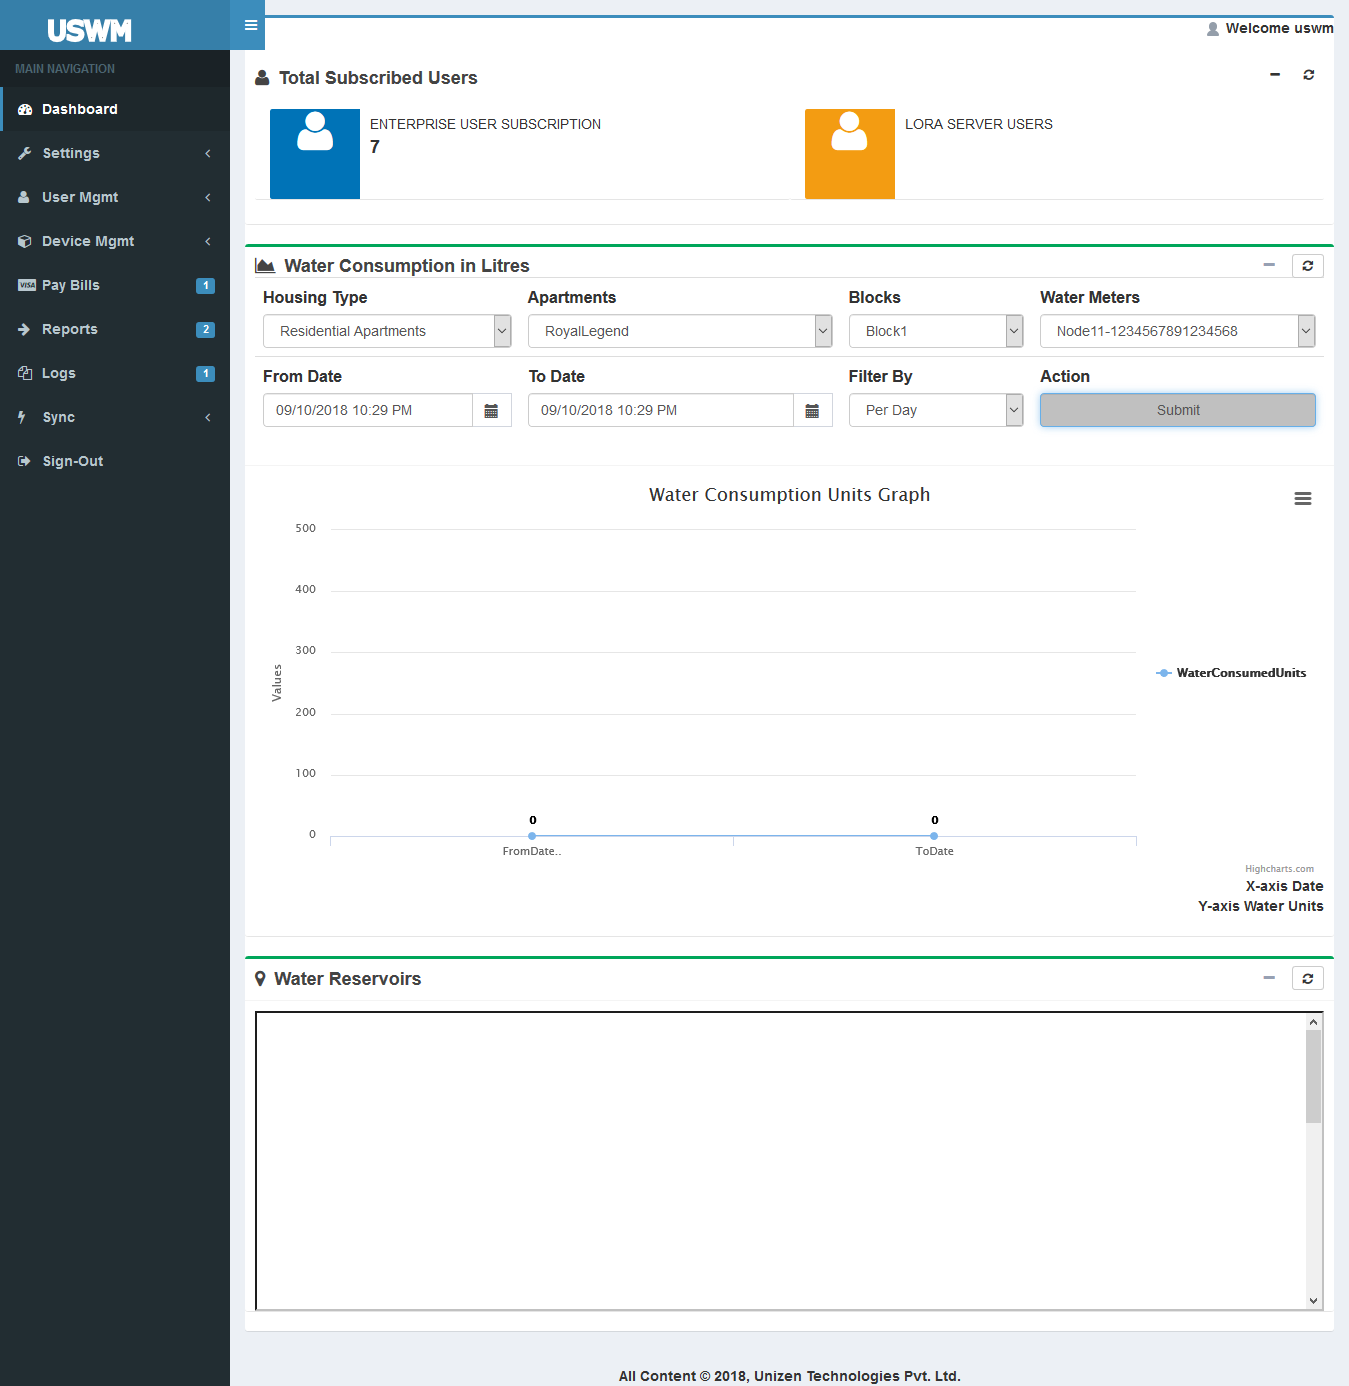 USWM
Welcome uswm
MAIN NAVIGATION
Dashboard
Settings
User Mgmt
Device Mgmt
Pay Bills 1
Reports 2
Logs 1
Sync
Sign-Out
Total Subscribed Users
ENTERPRISE USER SUBSCRIPTION
7
LORA SERVER USERS
Water Consumption in Litres
Housing Type Apartments Blocks Water Meters
Residential Apartments RoyalLegend Block1 Node11-1234567891234568
From Date To Date Filter By Action
09/10/2018 10:29 PM 09/10/2018 10:29 PM Per Day Submit
Water Consumption Units Graph
500
400
300
200
100
0
Values
0 0
FromDate.. ToDate
WaterConsumedUnits
Highcharts.com
X-axis Date
Y-axis Water Units
Water Reservoirs
All Content © 2018, Unizen Technologies Pvt. Ltd.